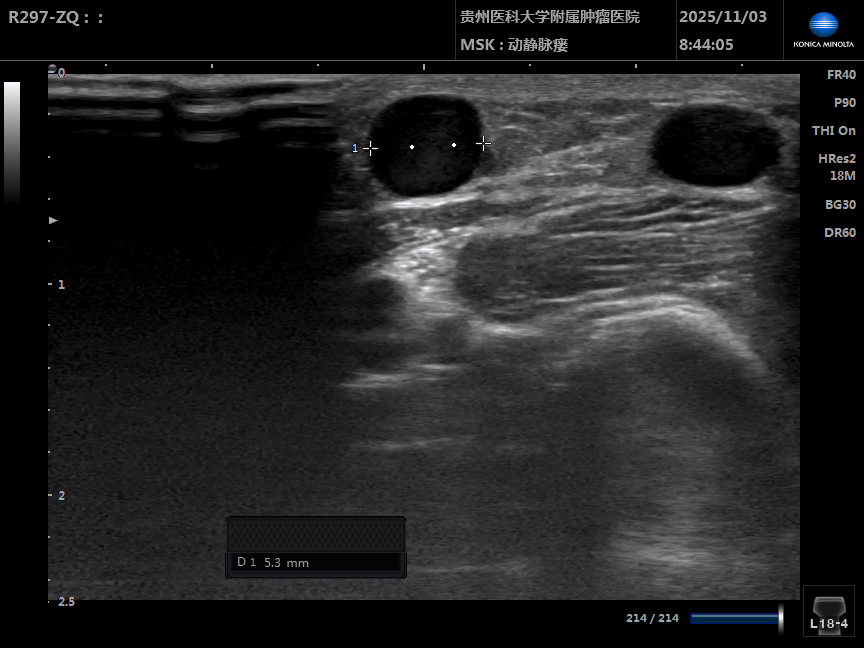 R297-ZQ : :
贵州医科大学附属肿瘤医院
MSK : 动静脉瘘
2025/11/03
8:44:05
KONICA MINOLTA
FR40
P90
THI On
HRes2
18M
BG30
DR60
0
1
1
2
2.5
D 1 5.3 mm
214 / 214
L18-4